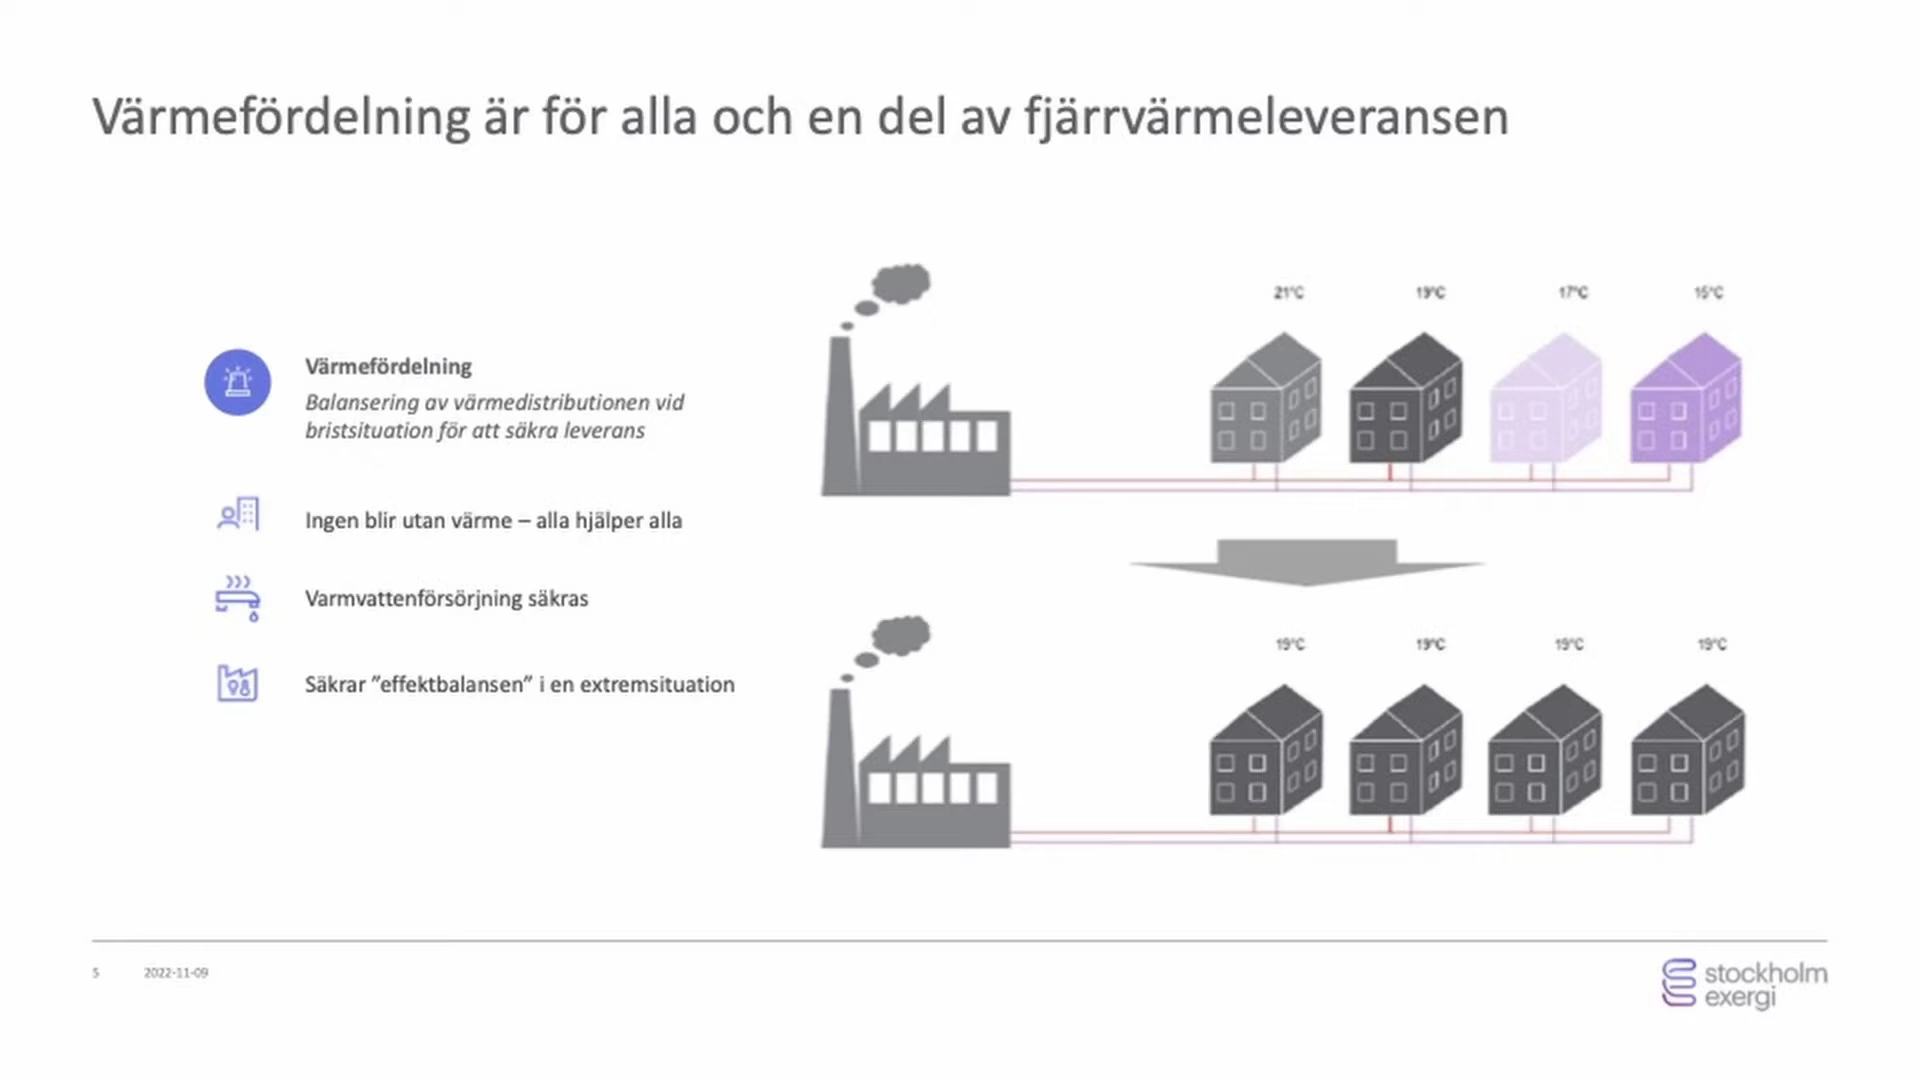 Värmefördelning är för alla och en del av fjärrvärmeleveransen
Värmefördelning
Balansering av värmedistributionen vid
bristsituation för att säkra leverans
Ingen blir utan värme – alla hjälper alla
Varmvattenförsörjning säkras
Säkrar ”effektbalansen” i en extremsituation
21°C 19°C 17°C 15°C
19°C 19°C 19°C 19°C
5 2022-11-09
stockholm
exergi